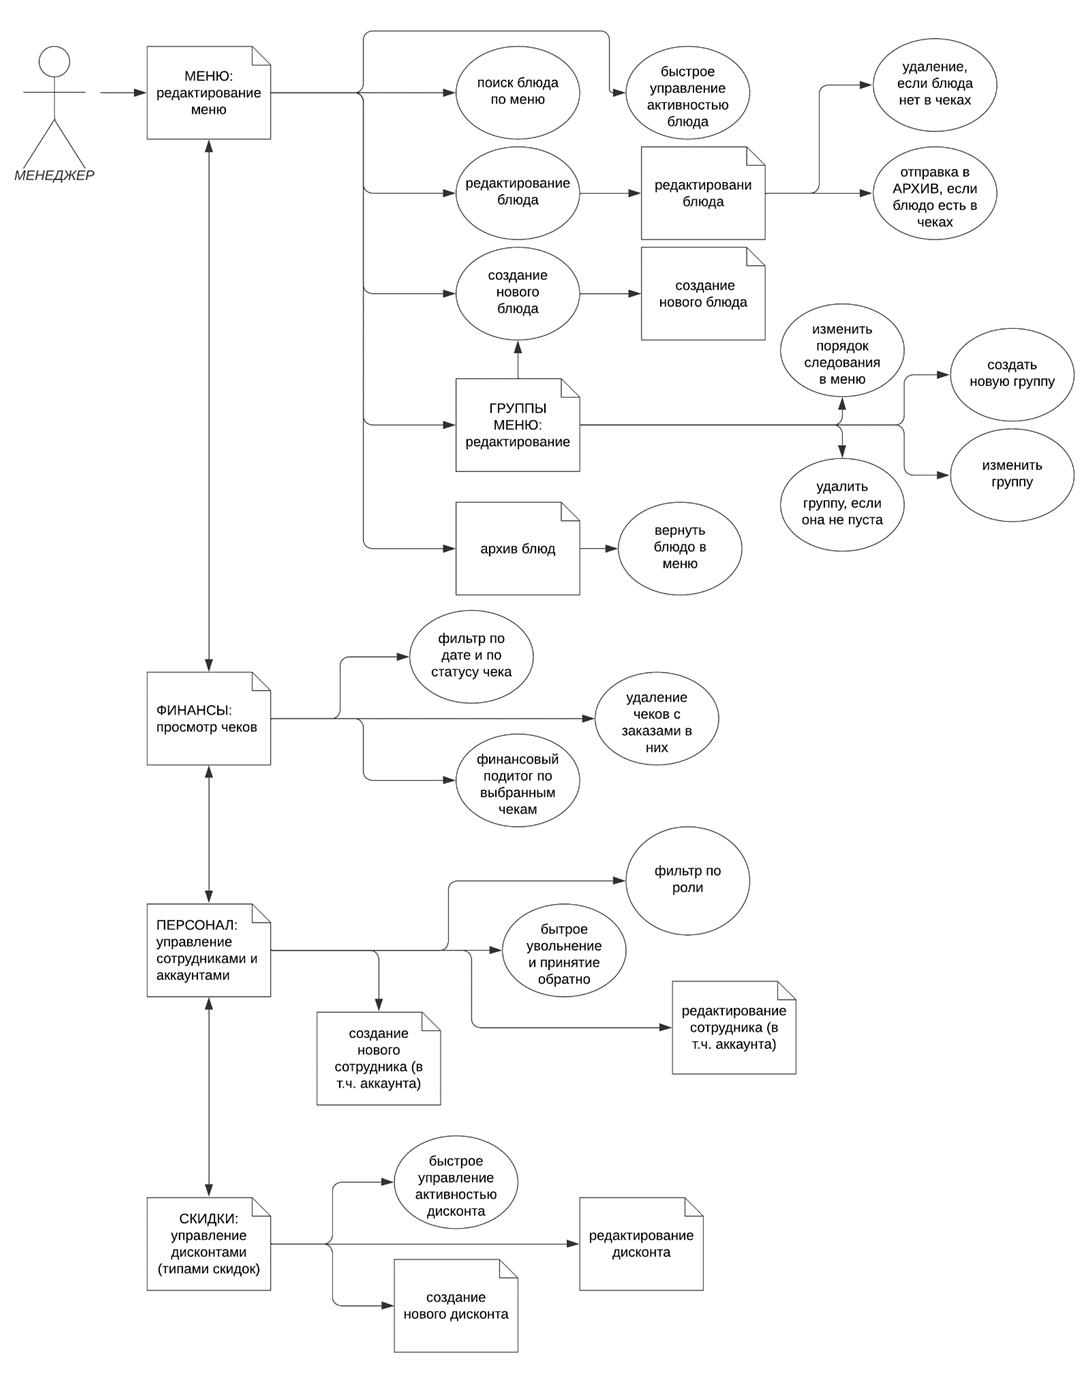 МЕНЮ:
редактирование
меню
поиск блюда
по меню
быстрое
управление
активностью
блюда
удаление,
если блюда
нет в чеках
МЕНЕДЖЕР
редактирование
блюда
редактировани
блюда
отправка в
АРХИВ, если
блюдо есть в
чеках
создание
нового
блюда
создание
нового блюда
изменить
порядок
следования
в меню
создать
новую группу
ГРУППЫ
МЕНЮ:
редактирование
изменить
группу
удалить
группу, если
она не пуста
архив блюд
вернуть
блюдо в
меню
фильтр по
дате и по
статусу чека
ФИНАНСЫ:
просмотр чеков
удаление
чеков с
заказами в
них
финансовый
подитог по
выбранным
чекам
фильтр по
роли
ПЕРСОНАЛ:
управление
сотрудниками и
аккаунтами
бытрое
увольнение
и принятие
обратно
создание
нового
сотрудника (в
т.ч. аккаунта)
редактирование
сотрудника (в
т.ч. аккаунта)
быстрое
управление
активностью
дисконта
СКИДКИ:
управление
дисконтами
(типами скидок)
редактирование
дисконта
создание
нового дисконта